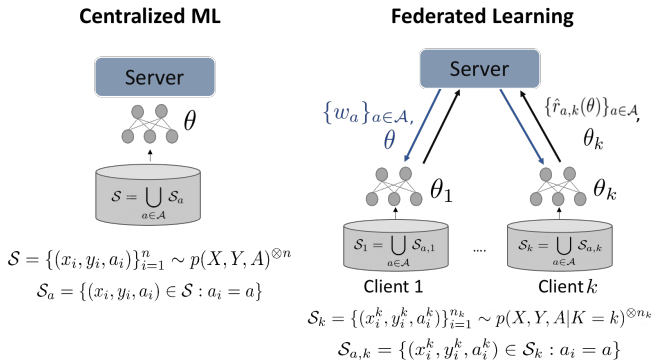 Centralized ML
Server
θ
𝒮 = ⋃_{a∈𝒜} 𝒮_a
𝒮 = {(x_i, y_i, a_i)}_{i=1}^n ∼ p(X, Y, A)^{⊗n}
𝒮_a = {(x_i, y_i, a_i) ∈ 𝒮 : a_i = a}
Federated Learning
Server
{w_a}_{a∈𝒜},
θ
{r̂_{a,k}(θ)}_{a∈𝒜},
θ_k
θ_1
θ_k
𝒮_1 = ⋃_{a∈𝒜} 𝒮_{a,1}
....
𝒮_k = ⋃_{a∈𝒜} 𝒮_{a,k}
Client 1
Client k
𝒮_k = {(x_i^k, y_i^k, a_i^k)}_{i=1}^{n_k} ∼ p(X, Y, A|K = k)^{⊗n_k}
𝒮_{a,k} = {(x_i^k, y_i^k, a_i^k) ∈ 𝒮_k : a_i = a}